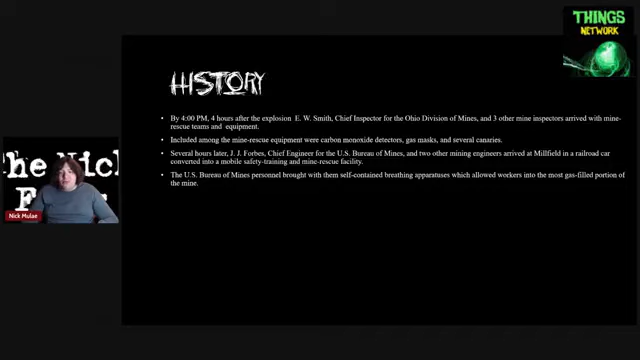 THINGS
NETWORK
HISTORY
• By 4:00 PM, 4 hours after the explosion E. W. Smith, Chief Inspector for the Ohio Division of Mines, and 3 other mine inspectors arrived with mine-
rescue teams and equipment.
• Included among the mine-rescue equipment were carbon monoxide detectors, gas masks, and several canaries.
• Several hours later, J. J. Forbes, Chief Engineer for the U.S. Bureau of Mines, and two other mining engineers arrived at Millfield in a railroad car
converted into a mobile safety-training and mine-rescue facility.
• The U.S. Bureau of Mines personnel brought with them self-contained breathing apparatuses which allowed workers into the most gas-filled portion of
the mine.
he Nick
Nick Mulae